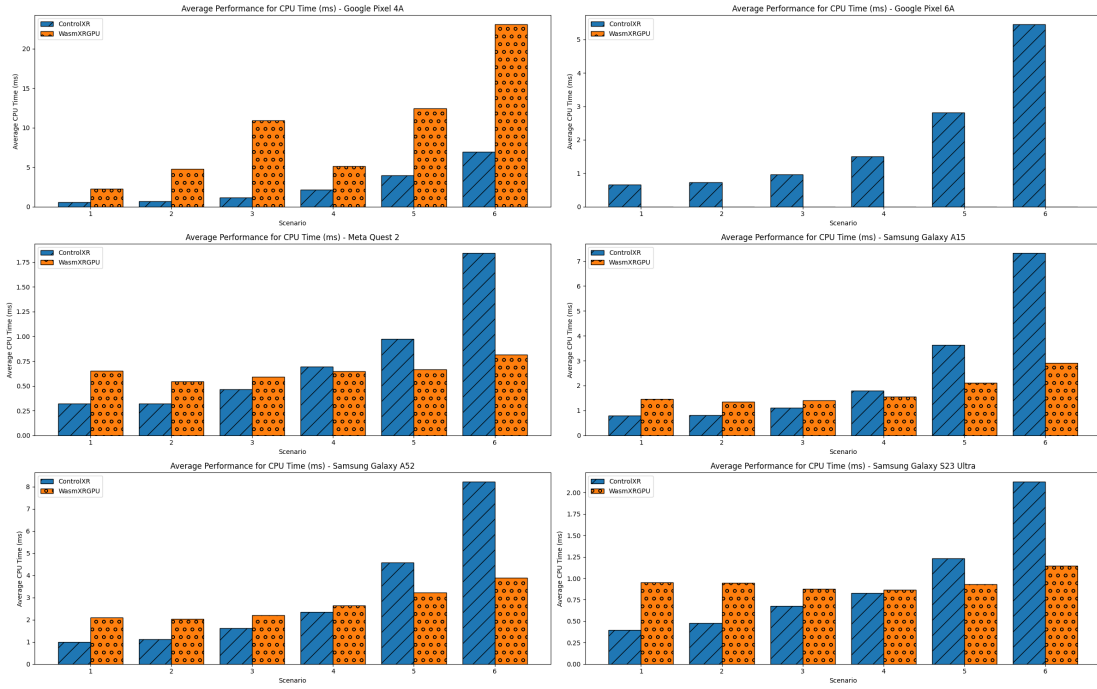 Average Performance for CPU Time (ms) - Google Pixel 4A
ControlXR
WasmXRGPU
Average CPU Time (ms)
20
15
10
5
0
1 2 3 4 5 6
Scenario
Average Performance for CPU Time (ms) - Google Pixel 6A
ControlXR
WasmXRGPU
Average CPU Time (ms)
5
4
3
2
1
0
1 2 3 4 5 6
Scenario
Average Performance for CPU Time (ms) - Meta Quest 2
ControlXR
WasmXRGPU
Average CPU Time (ms)
1.75
1.50
1.25
1.00
0.75
0.50
0.25
0.00
1 2 3 4 5 6
Scenario
Average Performance for CPU Time (ms) - Samsung Galaxy A15
ControlXR
WasmXRGPU
Average CPU Time (ms)
7
6
5
4
3
2
1
0
1 2 3 4 5 6
Scenario
Average Performance for CPU Time (ms) - Samsung Galaxy A52
ControlXR
WasmXRGPU
Average CPU Time (ms)
8
7
6
5
4
3
2
1
0
1 2 3 4 5 6
Scenario
Average Performance for CPU Time (ms) - Samsung Galaxy S23 Ultra
ControlXR
WasmXRGPU
Average CPU Time (ms)
2.00
1.75
1.50
1.25
1.00
0.75
0.50
0.25
0.00
1 2 3 4 5 6
Scenario